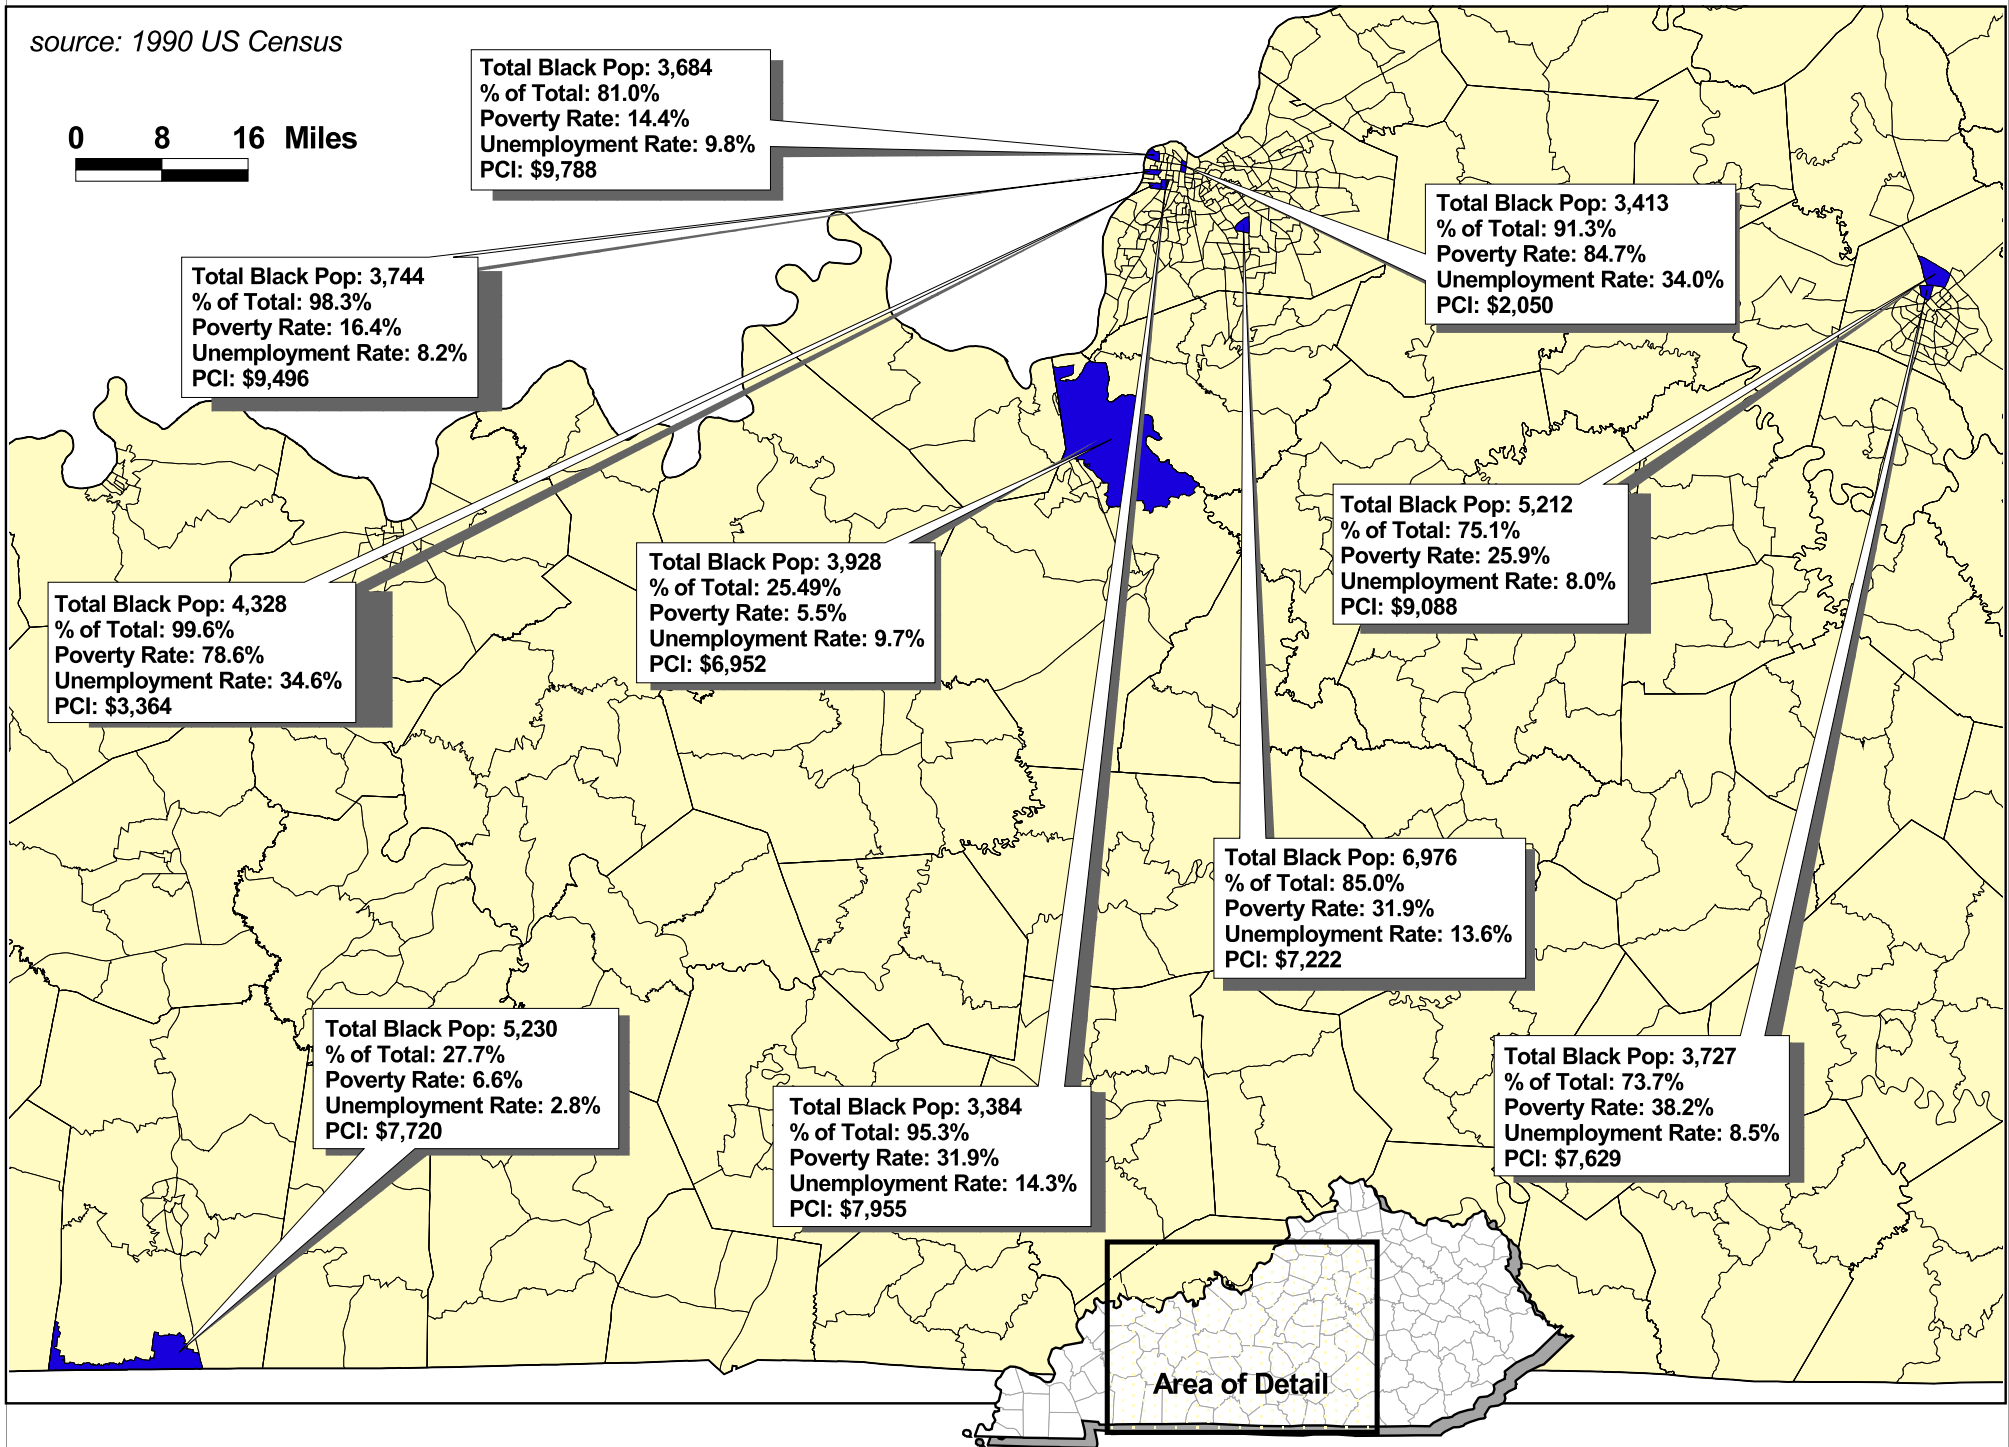 source: 1990 US Census
0 8 16 Miles
Total Black Pop: 3,684
% of Total: 81.0%
Poverty Rate: 14.4%
Unemployment Rate: 9.8%
PCI: $9,788
Total Black Pop: 3,413
% of Total: 91.3%
Poverty Rate: 84.7%
Unemployment Rate: 34.0%
PCI: $2,050
Total Black Pop: 3,744
% of Total: 98.3%
Poverty Rate: 16.4%
Unemployment Rate: 8.2%
PCI: $9,496
Total Black Pop: 5,212
% of Total: 75.1%
Poverty Rate: 25.9%
Unemployment Rate: 8.0%
PCI: $9,088
Total Black Pop: 3,928
% of Total: 25.49%
Poverty Rate: 5.5%
Unemployment Rate: 9.7%
PCI: $6,952
Total Black Pop: 4,328
% of Total: 99.6%
Poverty Rate: 78.6%
Unemployment Rate: 34.6%
PCI: $3,364
Total Black Pop: 6,976
% of Total: 85.0%
Poverty Rate: 31.9%
Unemployment Rate: 13.6%
PCI: $7,222
Total Black Pop: 5,230
% of Total: 27.7%
Poverty Rate: 6.6%
Unemployment Rate: 2.8%
PCI: $7,720
Total Black Pop: 3,727
% of Total: 73.7%
Poverty Rate: 38.2%
Unemployment Rate: 8.5%
PCI: $7,629
Total Black Pop: 3,384
% of Total: 95.3%
Poverty Rate: 31.9%
Unemployment Rate: 14.3%
PCI: $7,955
Area of Detail